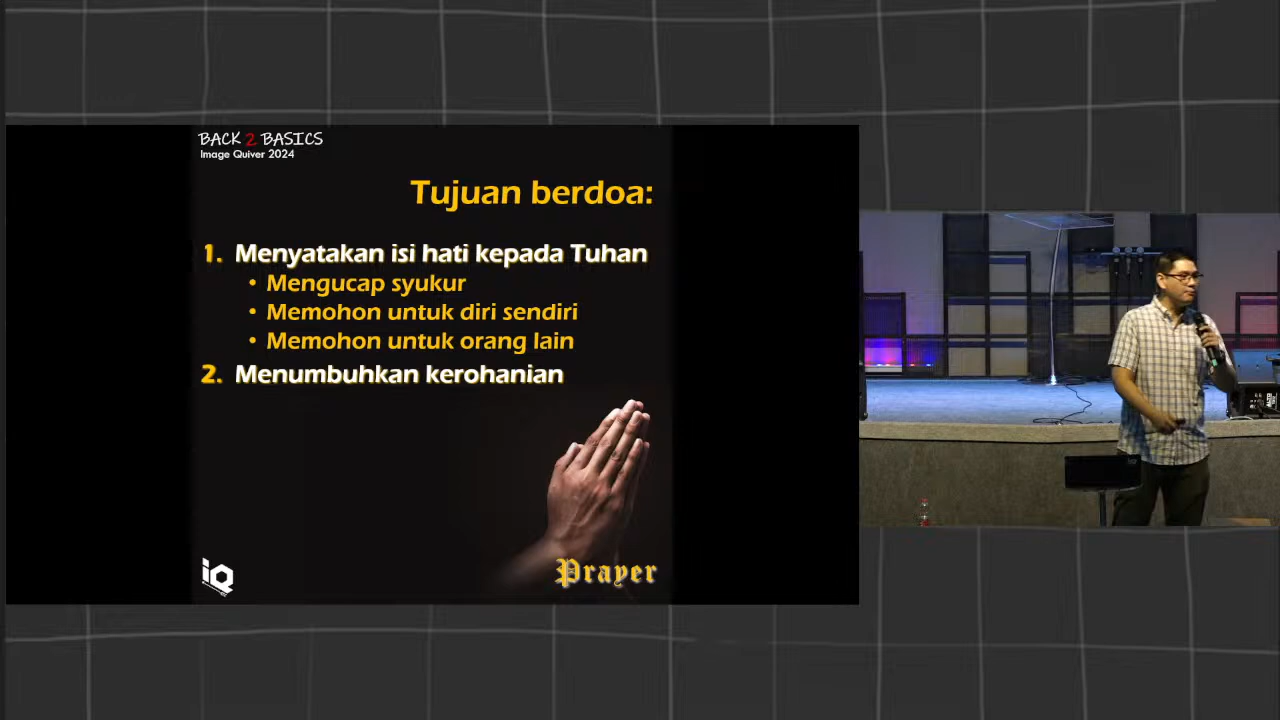 BACK 2 BASICS
Image Quiver 2024
Tujuan berdoa:
1. Menyatakan isi hati kepada Tuhan
• Mengucap syukur
• Memohon untuk diri sendiri
• Memohon untuk orang lain
2. Menumbuhkan kerohanian
iQ
Prayer